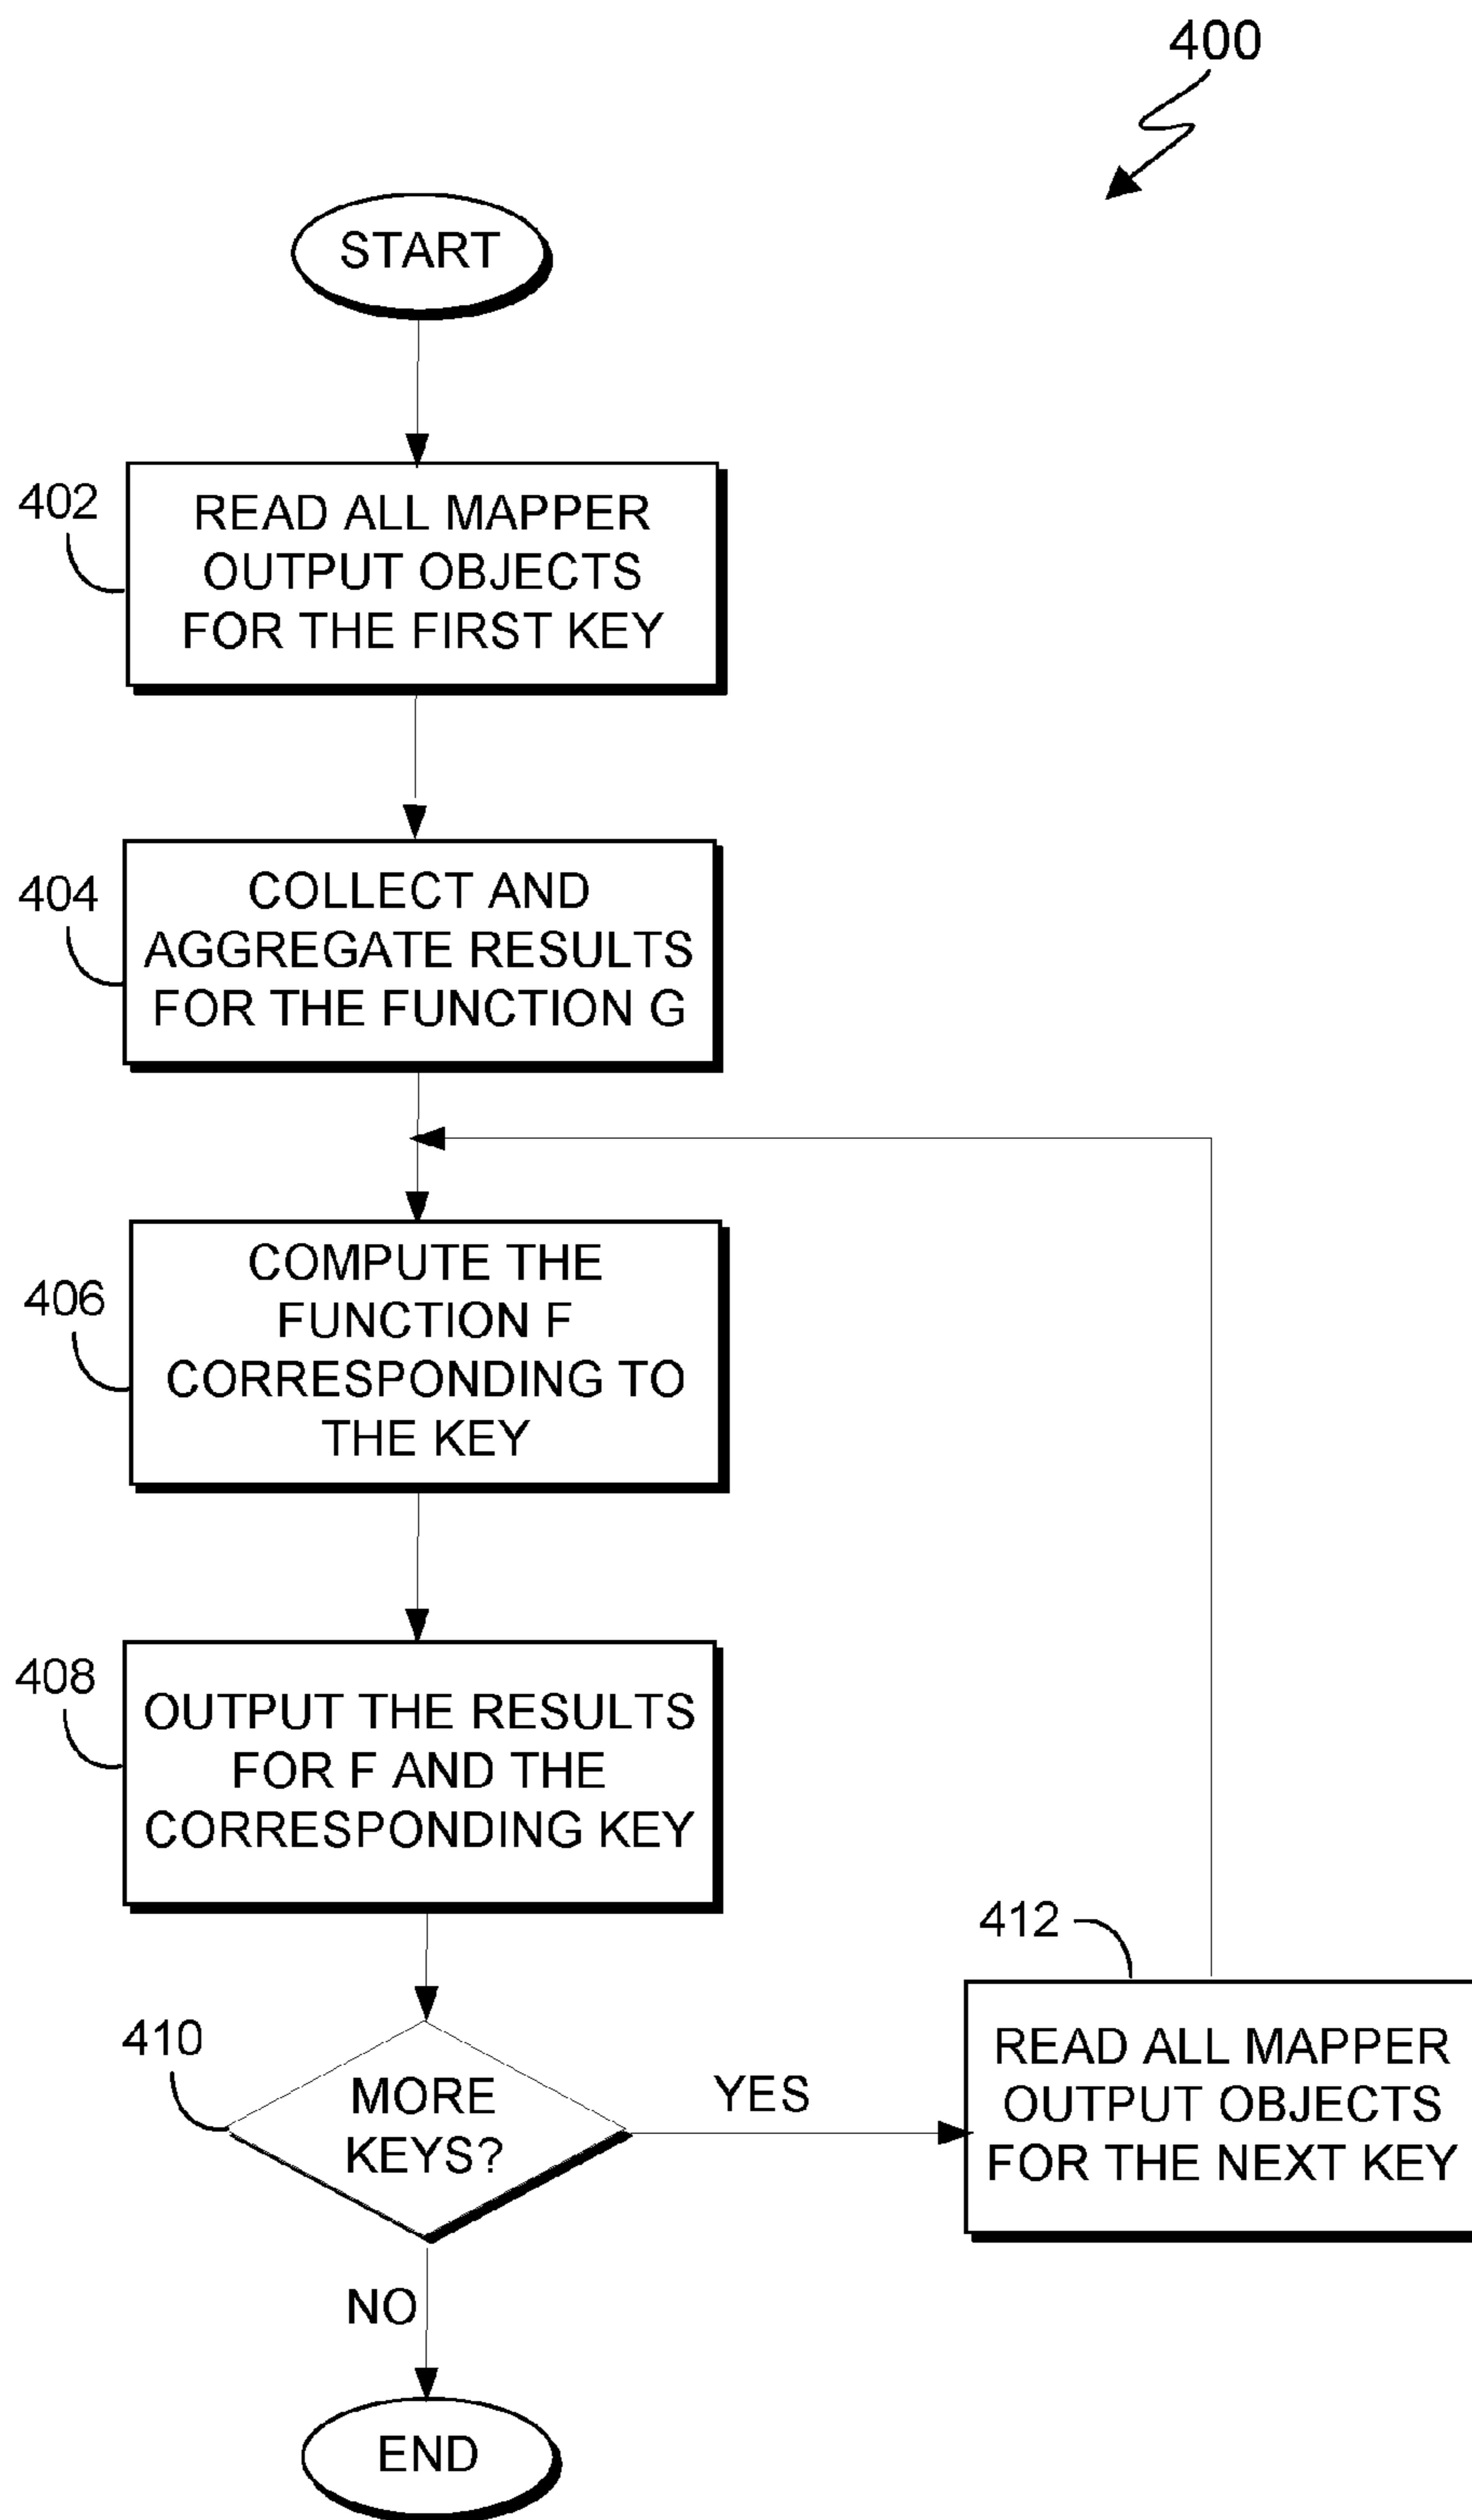 400
START
402
READ ALL MAPPER
OUTPUT OBJECTS
FOR THE FIRST KEY
404
COLLECT AND
AGGREGATE RESULTS
FOR THE FUNCTION G
406
COMPUTE THE
FUNCTION F
CORRESPONDING TO
THE KEY
408
OUTPUT THE RESULTS
FOR F AND THE
CORRESPONDING KEY
410
MORE
KEYS?
YES
412
READ ALL MAPPER
OUTPUT OBJECTS
FOR THE NEXT KEY
NO
END